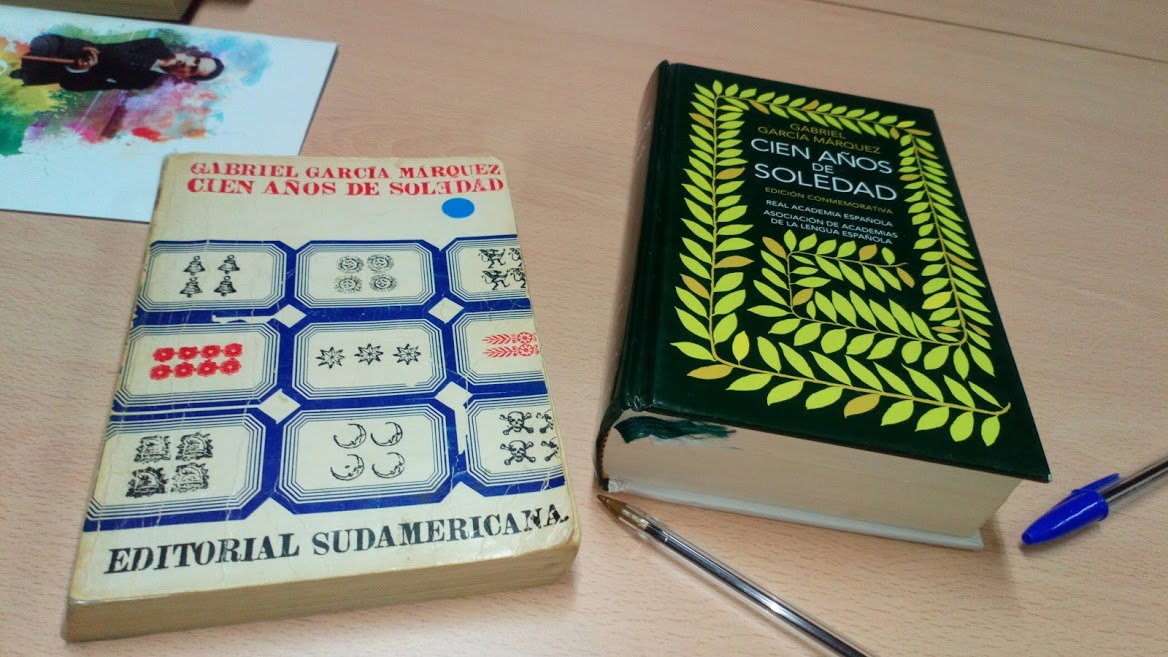 GABRIEL GARCÍA MÁRQUEZ
CIEN AÑOS DE SOLƎDAD
EDITORIAL SUDAMERICANA
GABRIEL
GARCÍA MÁRQUEZ
CIEN AÑOS
DE
SOLEDAD
EDICIÓN CONMEMORATIVA
REAL ACADEMIA ESPAÑOLA
ASOCIACIÓN DE ACADEMIAS
DE LA LENGUA ESPAÑOLA